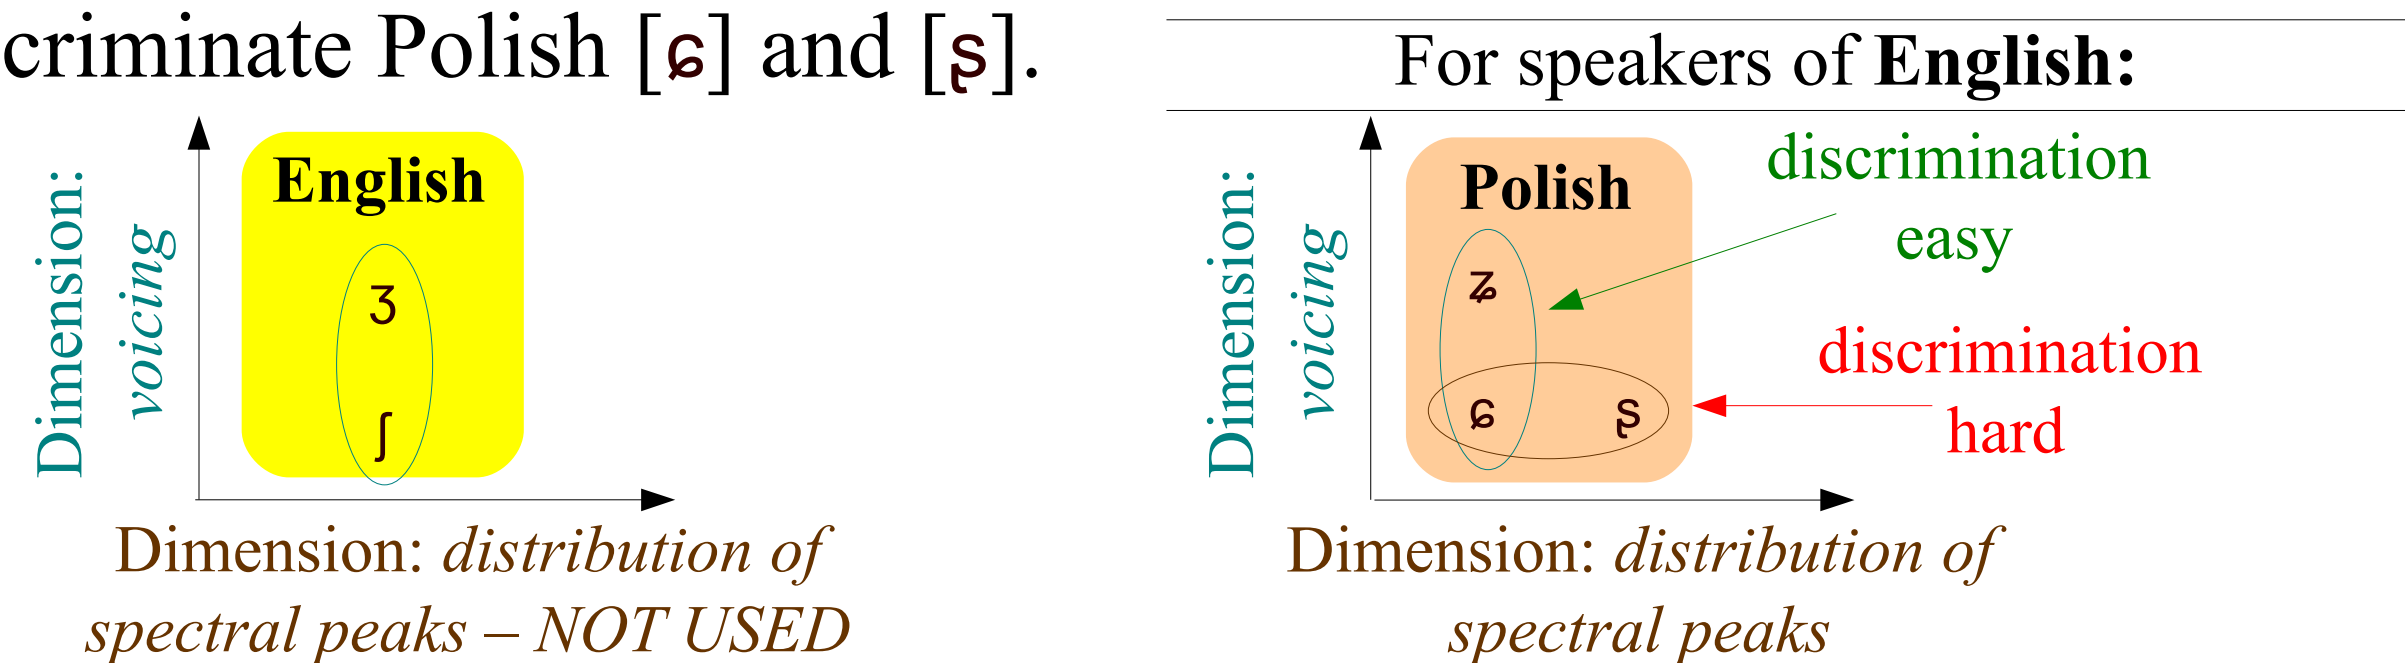 criminate Polish [ɕ] and [ʂ].
Dimension:
voicing
English
ʒ
ʃ
Dimension: distribution of
spectral peaks – NOT USED
For speakers of English:
Dimension:
voicing
Polish
ʑ
ɕ ʂ
discrimination
easy
discrimination
hard
Dimension: distribution of
spectral peaks